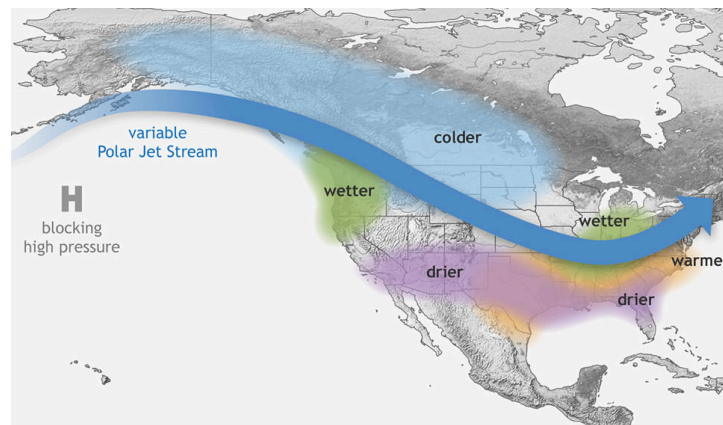 variable
Polar Jet Stream
colder
wetter
H
blocking
high pressure
wetter
warme
drier
drier